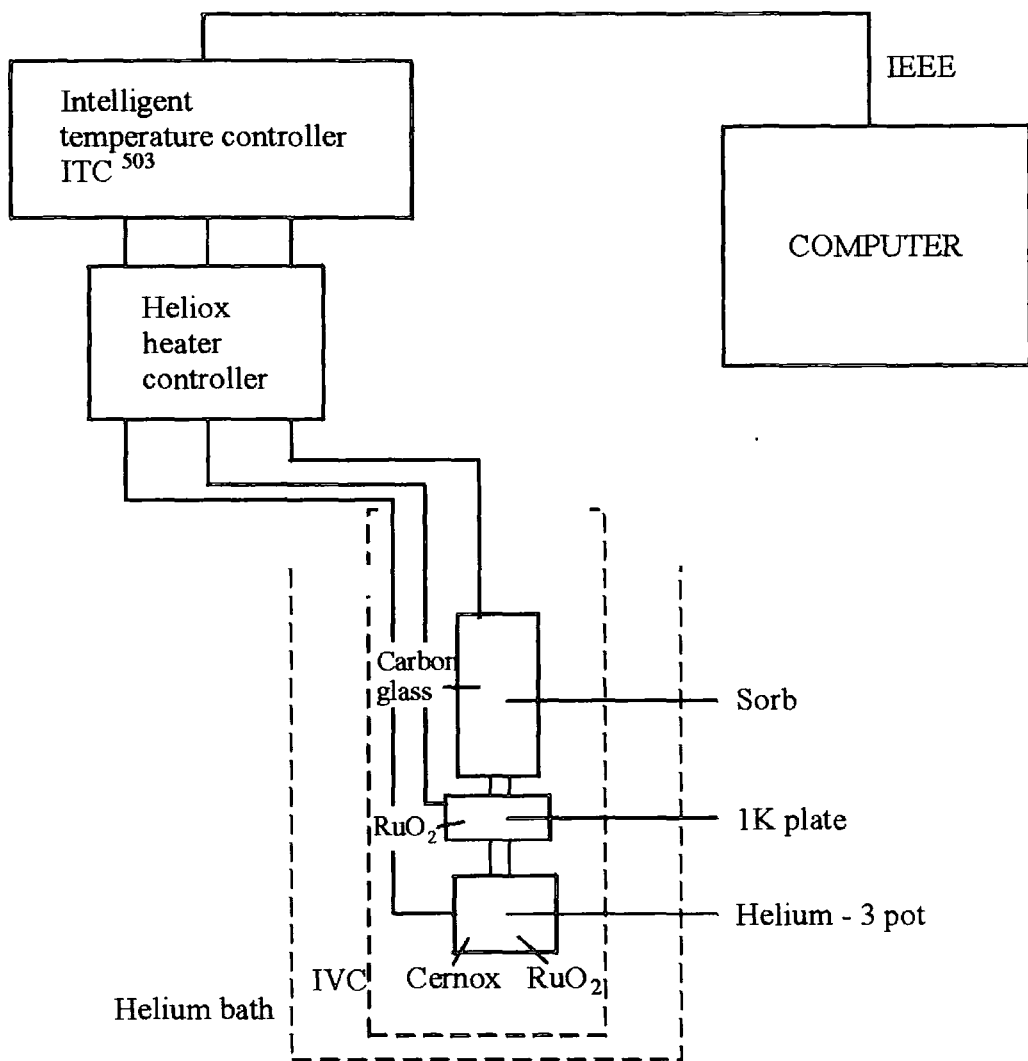 Intelligent
temperature controller
ITC 503
IEEE
COMPUTER
Heliox
heater
controller
Carbon
glass
Sorb
RuO2
1K plate
Helium - 3 pot
IVC
Cernox
RuO2
Helium bath